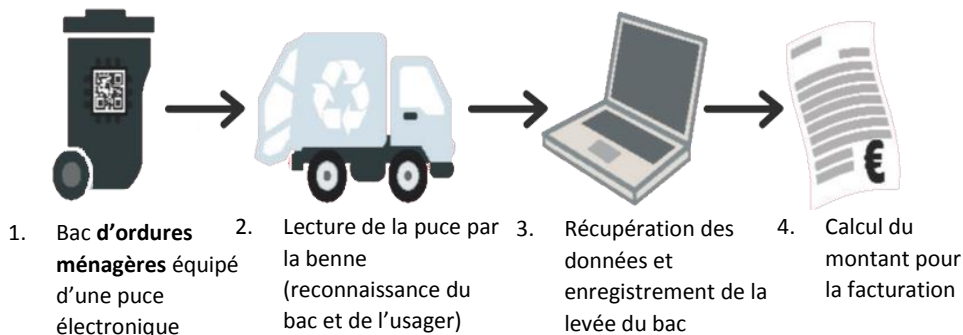 €
1. Bac d'ordures
ménagères équipé
d'une puce
électronique
2. Lecture de la puce par
la benne
(reconnaissance du
bac et de l'usager)
3. Récupération des
données et
enregistrement de la
levée du bac
4. Calcul du
montant pour
la facturation